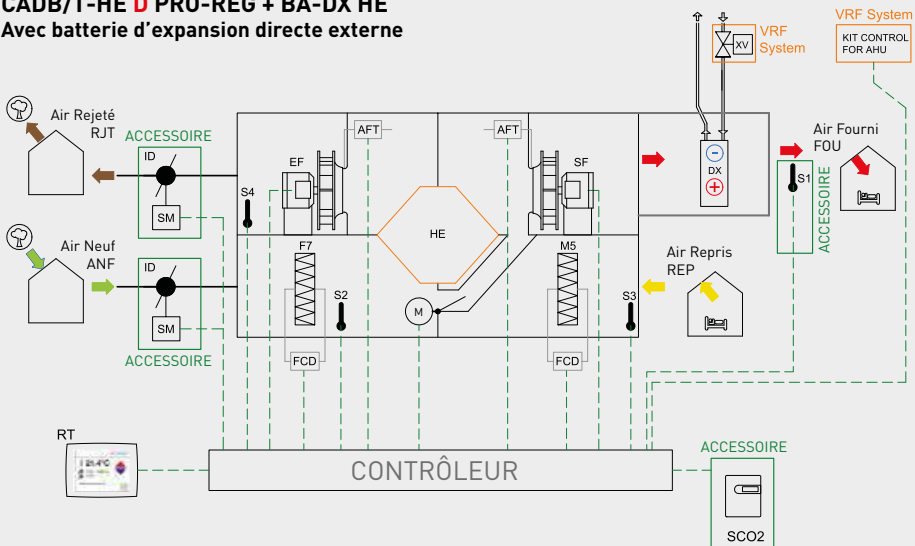 CADB/T-HE D PRO-REG + BA-DX HE
Avec batterie d'expansion directe externe
VRF System
KIT CONTROL
FOR AHU
XV
VRF
System
Air Rejeté
RJT
ACCESSOIRE
ID
SM
S4
EF
AFT
AFT
SF
DX
Air Fourni
FOU
S1
ACCESSOIRE
HE
Air Neuf
ANF
ID
SM
ACCESSOIRE
F7
S2
M
M5
S3
Air Repris
REP
FCD
FCD
RT
21.4°C
CONTRÔLEUR
ACCESSOIRE
SCO2